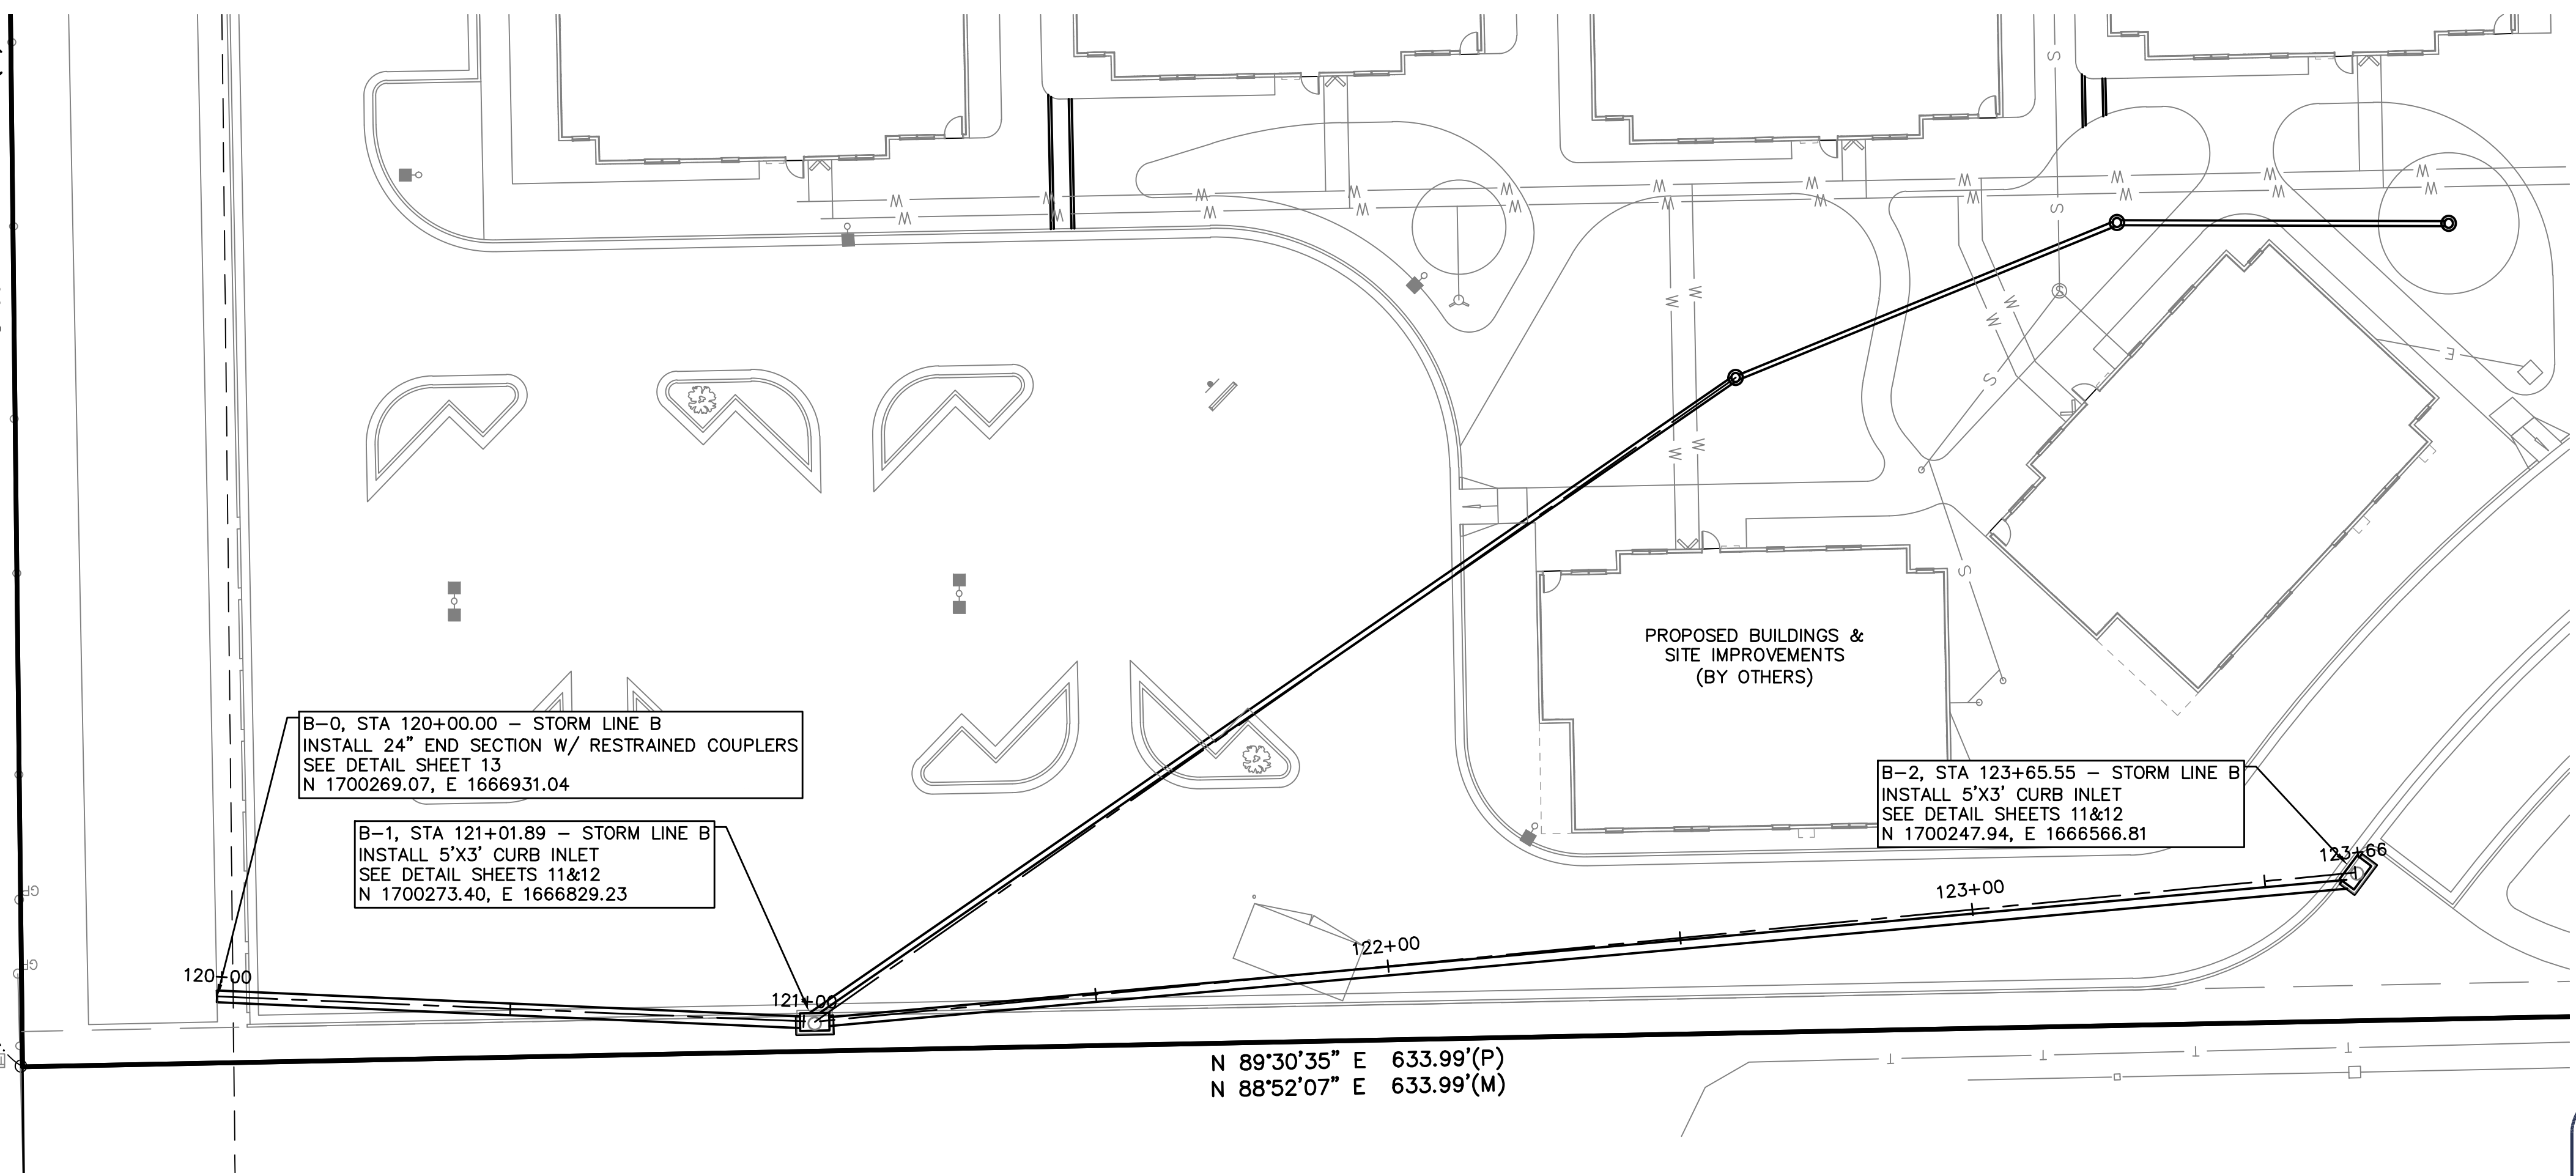 B-0, STA 120+00.00 - STORM LINE B
INSTALL 24" END SECTION W/ RESTRAINED COUPLERS
SEE DETAIL SHEET 13
N 1700269.07, E 1666931.04
B-1, STA 121+01.89 - STORM LINE B
INSTALL 5'X3' CURB INLET
SEE DETAIL SHEETS 11&12
N 1700273.40, E 1666829.23
PROPOSED BUILDINGS &
SITE IMPROVEMENTS
(BY OTHERS)
B-2, STA 123+65.55 - STORM LINE B
INSTALL 5'X3' CURB INLET
SEE DETAIL SHEETS 11&12
N 1700247.94, E 1666566.81
120+00
121+00
122+00
123+00
123+66
N 89°30'35" E 633.99'(P)
N 88°52'07" E 633.99'(M)